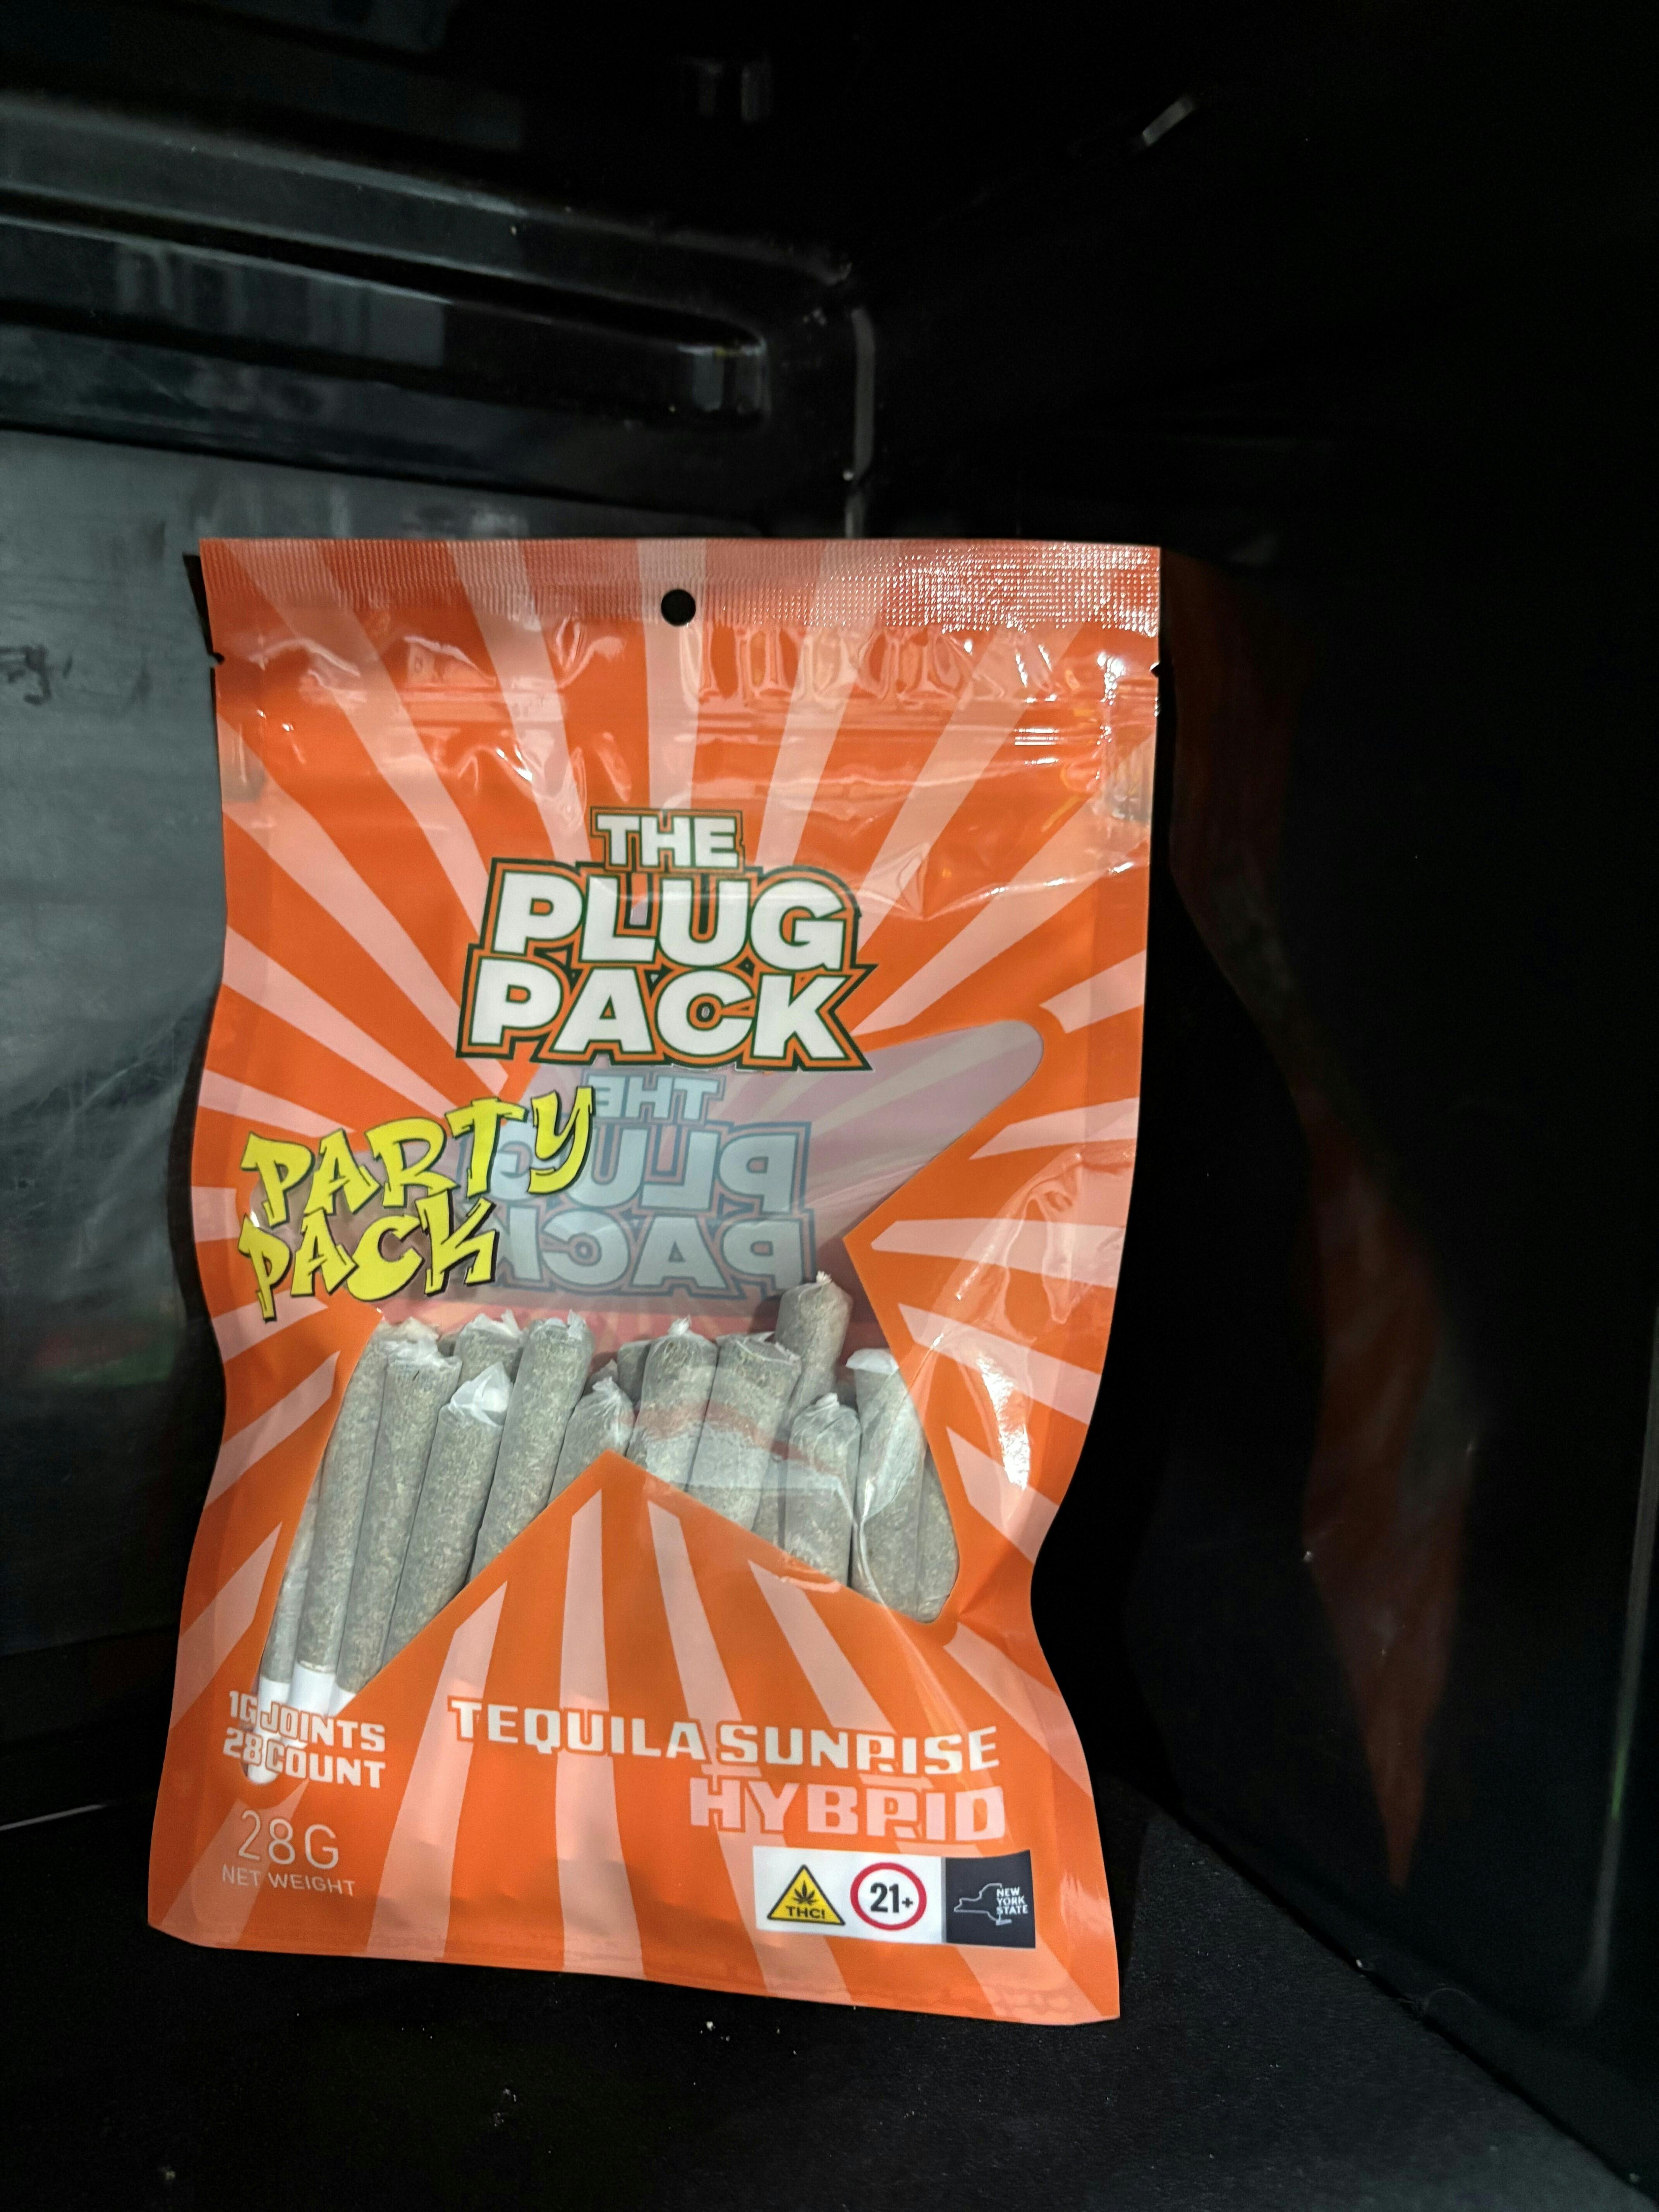 THE
PLUG
PACK
PARTY
PACK
THE
PLUG
PACK
1G JOINTS
28 COUNT
TEQUILA SUNRISE
HYBRID
28G
NET WEIGHT
THC!
21+
NEW
YORK
STATE